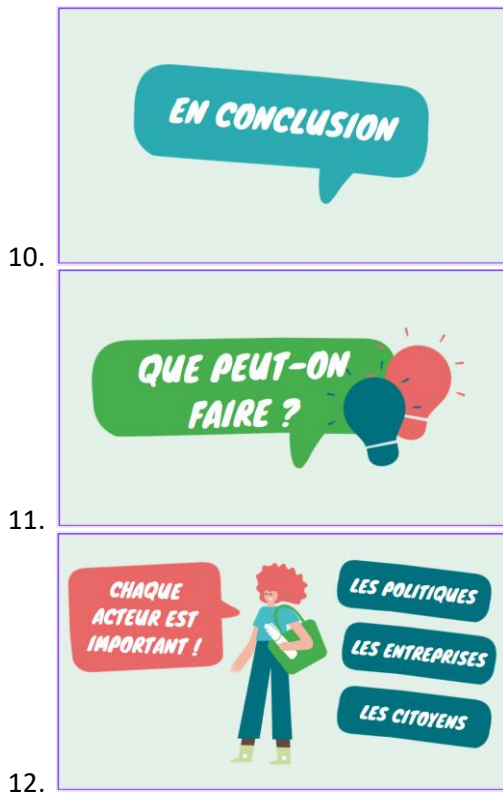 EN CONCLUSION
10.
QUE PEUT-ON
FAIRE ?
11.
CHAQUE
ACTEUR EST
IMPORTANT !
LES POLITIQUES
LES ENTREPRISES
LES CITOYENS
12.